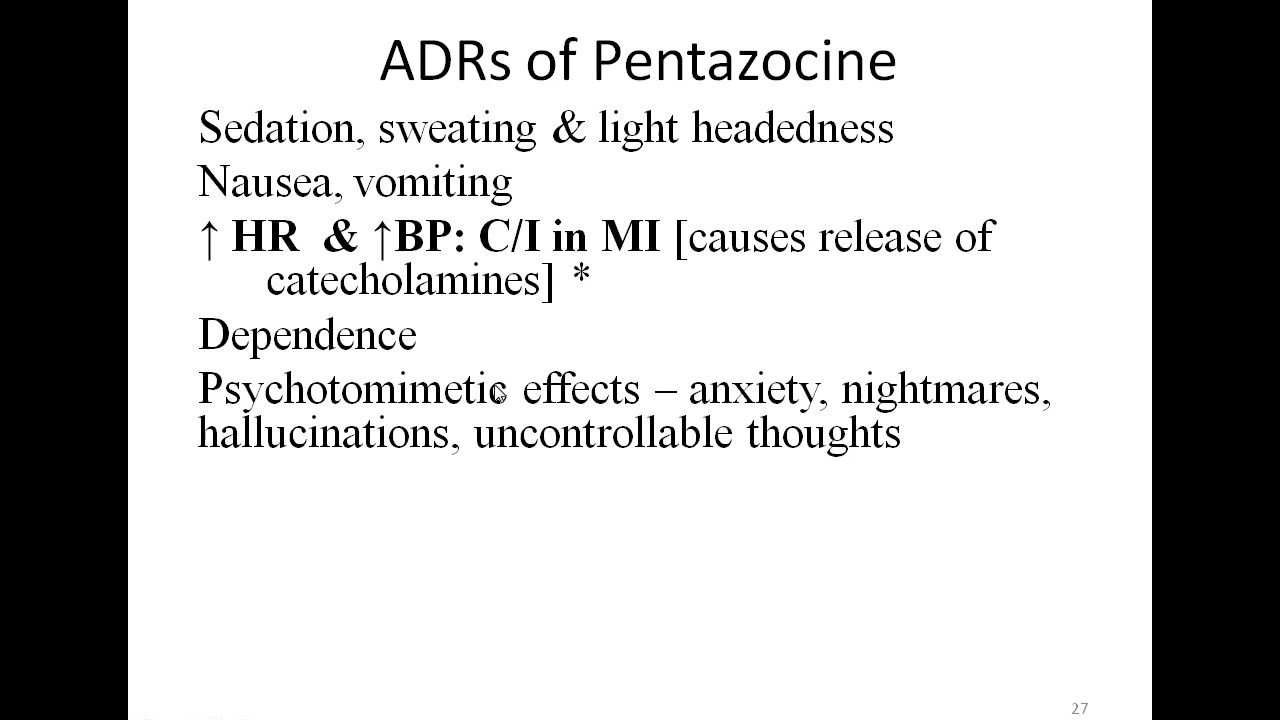 ADRs of Pentazocine
Sedation, sweating & light headedness
Nausea, vomiting
↑ HR & ↑BP: C/I in MI [causes release of
catecholamines] *
Dependence
Psychotomimetic effects – anxiety, nightmares,
hallucinations, uncontrollable thoughts
27